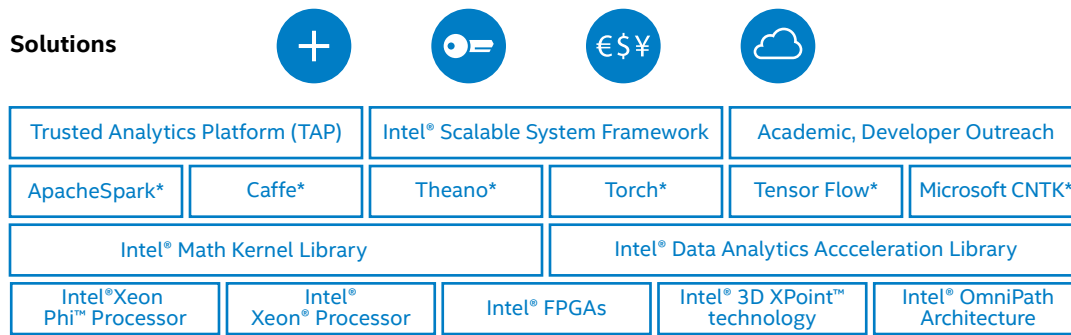 Solutions
+
€$¥
Trusted Analytics Platform (TAP)
Intel® Scalable System Framework
Academic, Developer Outreach
ApacheSpark*
Caffe*
Theano*
Torch*
Tensor Flow*
Microsoft CNTK*
Intel® Math Kernel Library
Intel® Data Analytics Accceleration Library
Intel®Xeon
Phi™ Processor
Intel®
Xeon® Processor
Intel® FPGAs
Intel® 3D XPoint™
technology
Intel® OmniPath
Architecture